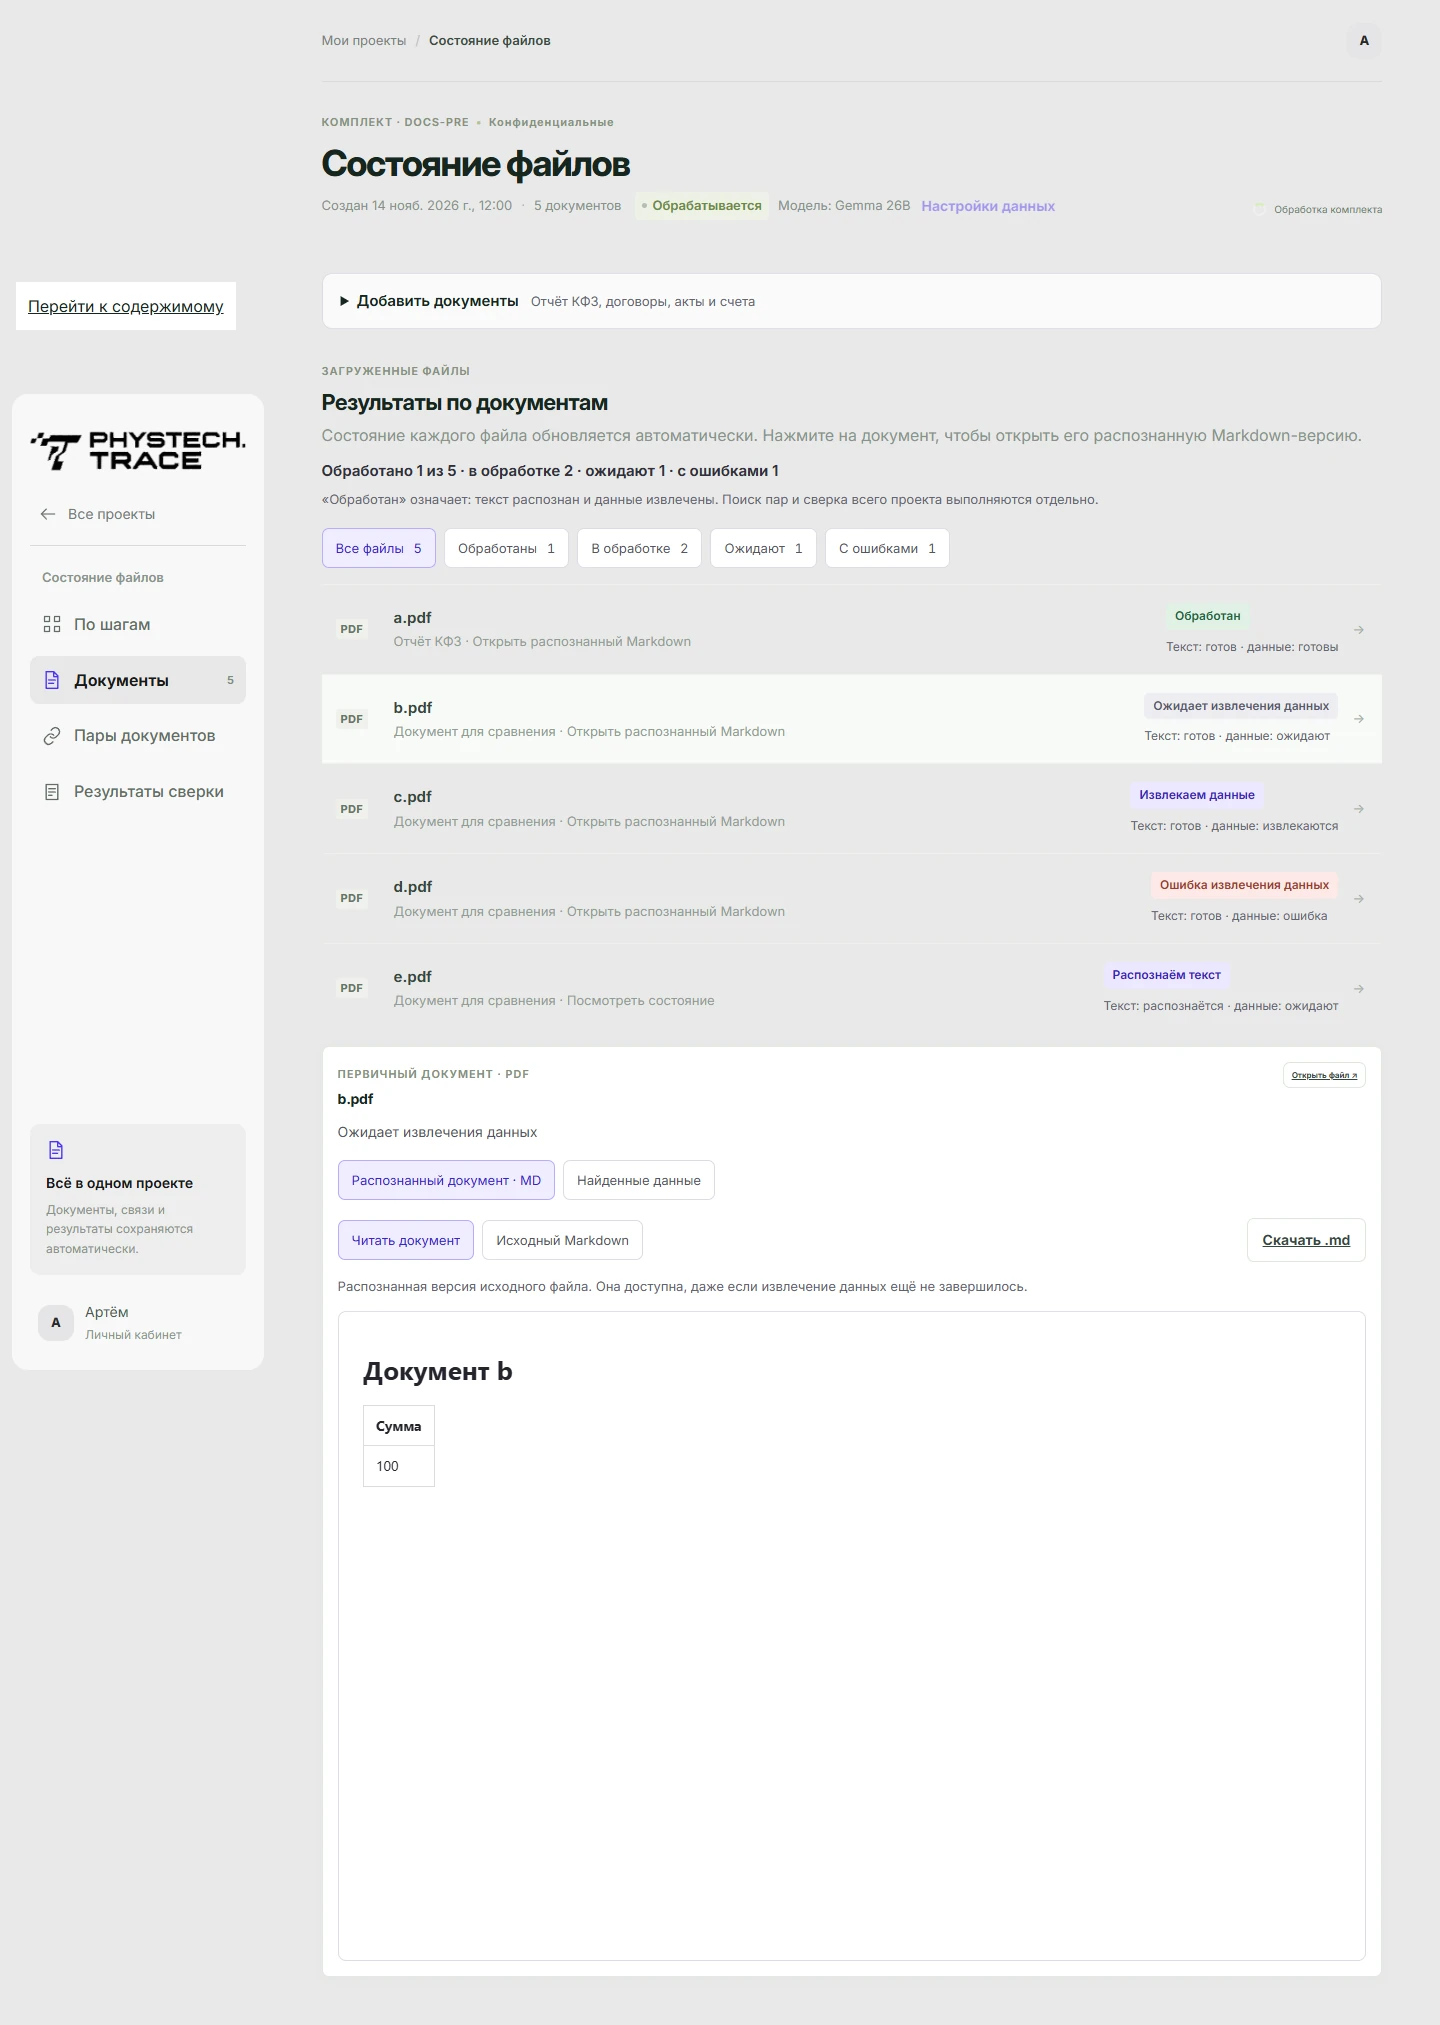 Мои проекты / Состояние файлов
A
КОМПЛЕКТ · DOCS-PRE • Конфиденциальные
Состояние файлов
Создан 14 нояб. 2026 г., 12:00 · 5 документов • Обрабатывается Модель: Gemma 26B Настройки данных
Обработка комплекта
Перейти к содержимому
PHYSTECH.
TRACE
← Все проекты
Состояние файлов
По шагам
Документы 5
Пары документов
Результаты сверки
Всё в одном проекте
Документы, связи и
результаты сохраняются
автоматически.
A
Артём
Личный кабинет
▶ Добавить документы Отчёт КФЗ, договоры, акты и счета
ЗАГРУЖЕННЫЕ ФАЙЛЫ
Результаты по документам
Состояние каждого файла обновляется автоматически. Нажмите на документ, чтобы открыть его распознанную Markdown-версию.
Обработано 1 из 5 · в обработке 2 · ожидают 1 · с ошибками 1
«Обработан» означает: текст распознан и данные извлечены. Поиск пар и сверка всего проекта выполняются отдельно.
Все файлы 5 Обработаны 1 В обработке 2 Ожидают 1 С ошибками 1
PDF
a.pdf
Отчёт КФЗ · Открыть распознанный Markdown
Обработан
Текст: готов · данные: готовы →
PDF
b.pdf
Документ для сравнения · Открыть распознанный Markdown
Ожидает извлечения данных
Текст: готов · данные: ожидают →
PDF
c.pdf
Документ для сравнения · Открыть распознанный Markdown
Извлекаем данные
Текст: готов · данные: извлекаются →
PDF
d.pdf
Документ для сравнения · Открыть распознанный Markdown
Ошибка извлечения данных
Текст: готов · данные: ошибка →
PDF
e.pdf
Документ для сравнения · Посмотреть состояние
Распознаём текст
Текст: распознаётся · данные: ожидают →
ПЕРВИЧНЫЙ ДОКУМЕНТ · PDF
Открыть файл ↗
b.pdf
Ожидает извлечения данных
Распознанный документ · MD Найденные данные
Читать документ Исходный Markdown Скачать .md
Распознанная версия исходного файла. Она доступна, даже если извлечение данных ещё не завершилось.
Документ b
Сумма
100